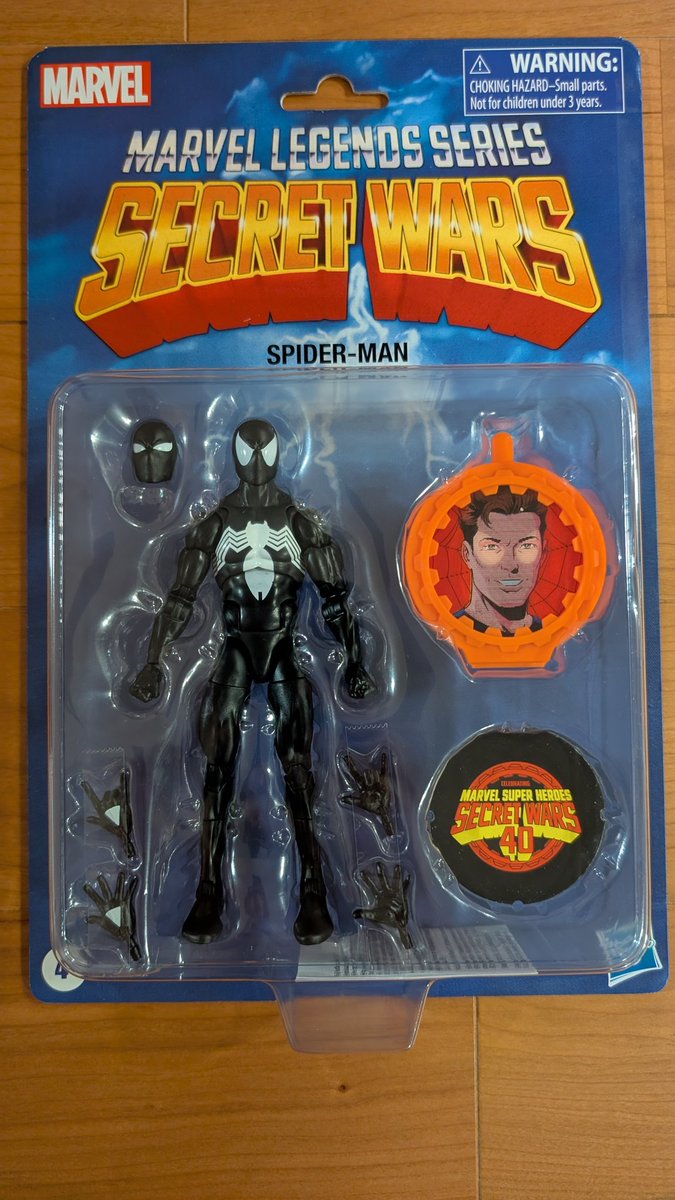 MARVEL
WARNING:
CHOKING HAZARD–Small parts.
Not for children under 3 years.
MARVEL LEGENDS SERIES
SECRET WARS
SPIDER-MAN
CELEBRATING
MARVEL SUPER HEROES
SECRET WARS
40
4